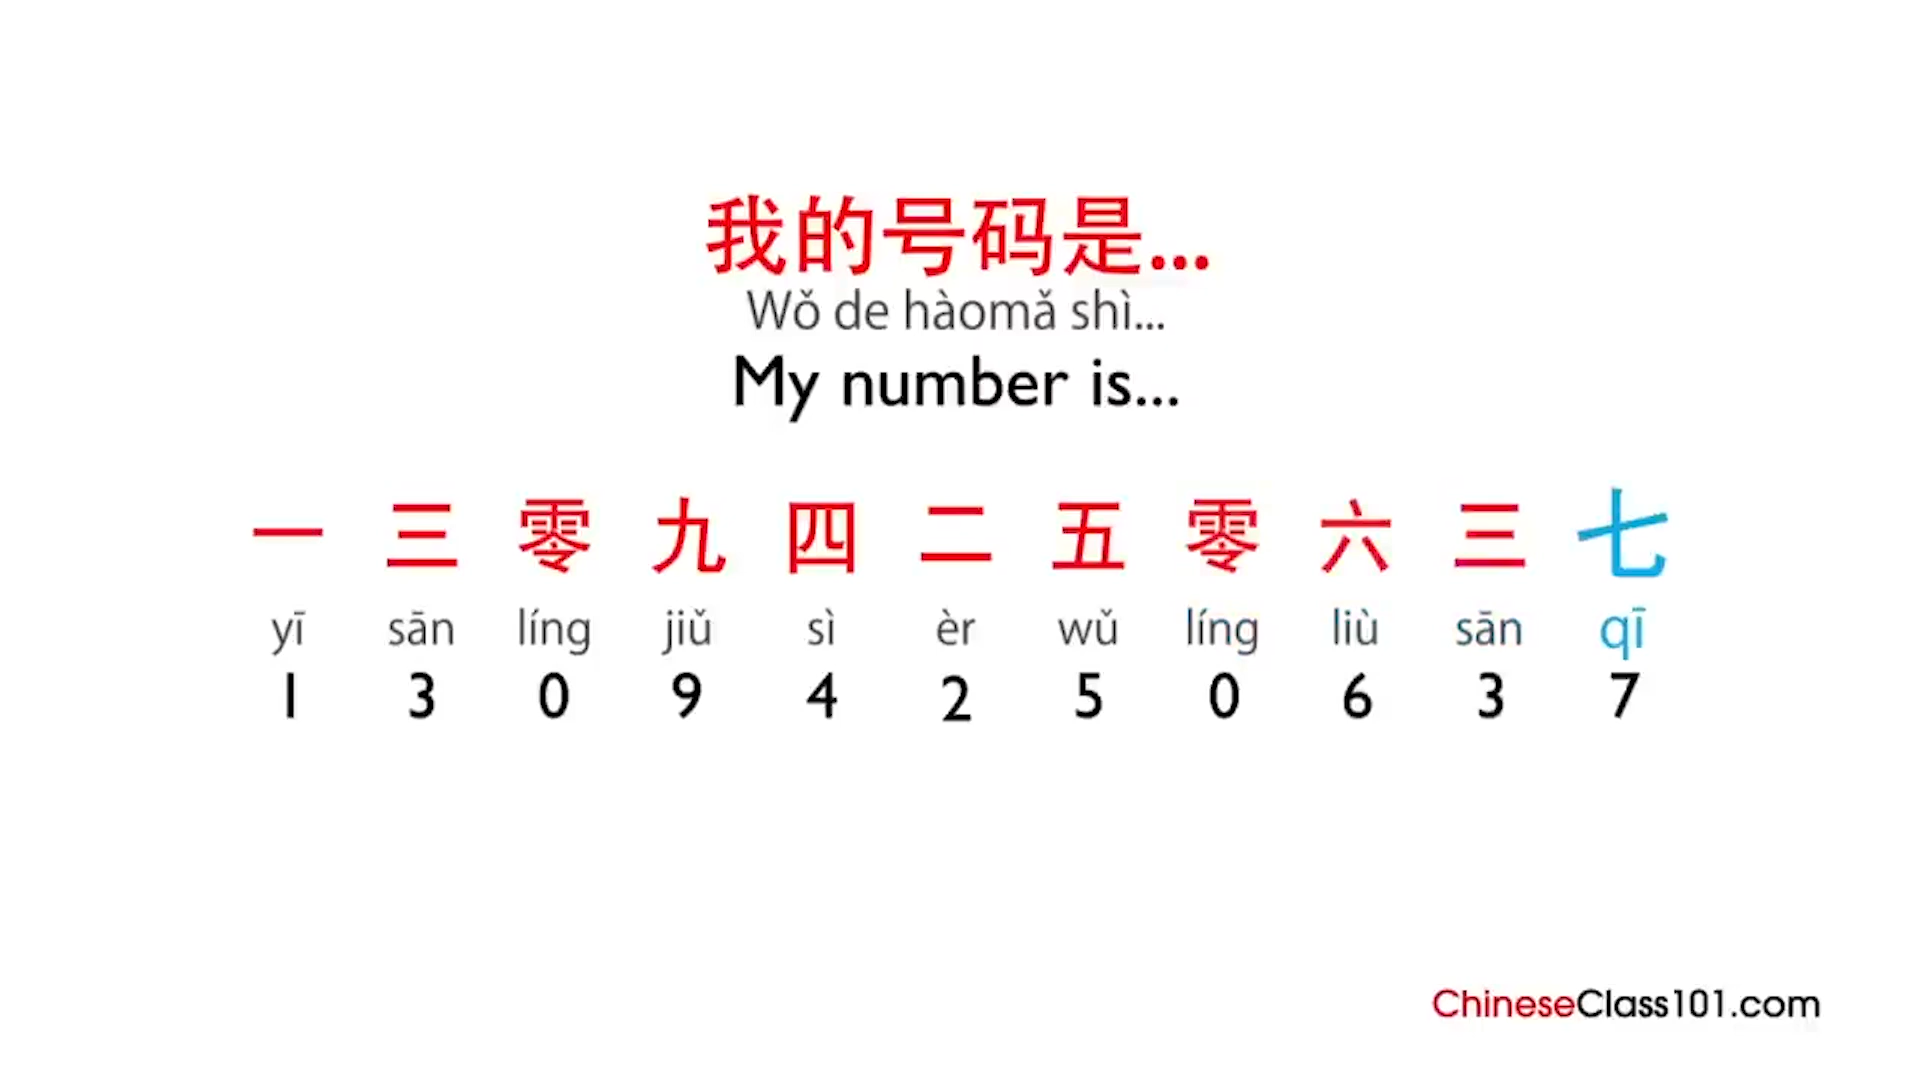 我的号码是...
Wǒ de hàomǎ shì...
My number is...
一 三 零 九 四 二 五 零 六 三 七
yī sān líng jiǔ sì èr wǔ líng liù sān qī
1 3 0 9 4 2 5 0 6 3 7
ChineseClass101.com